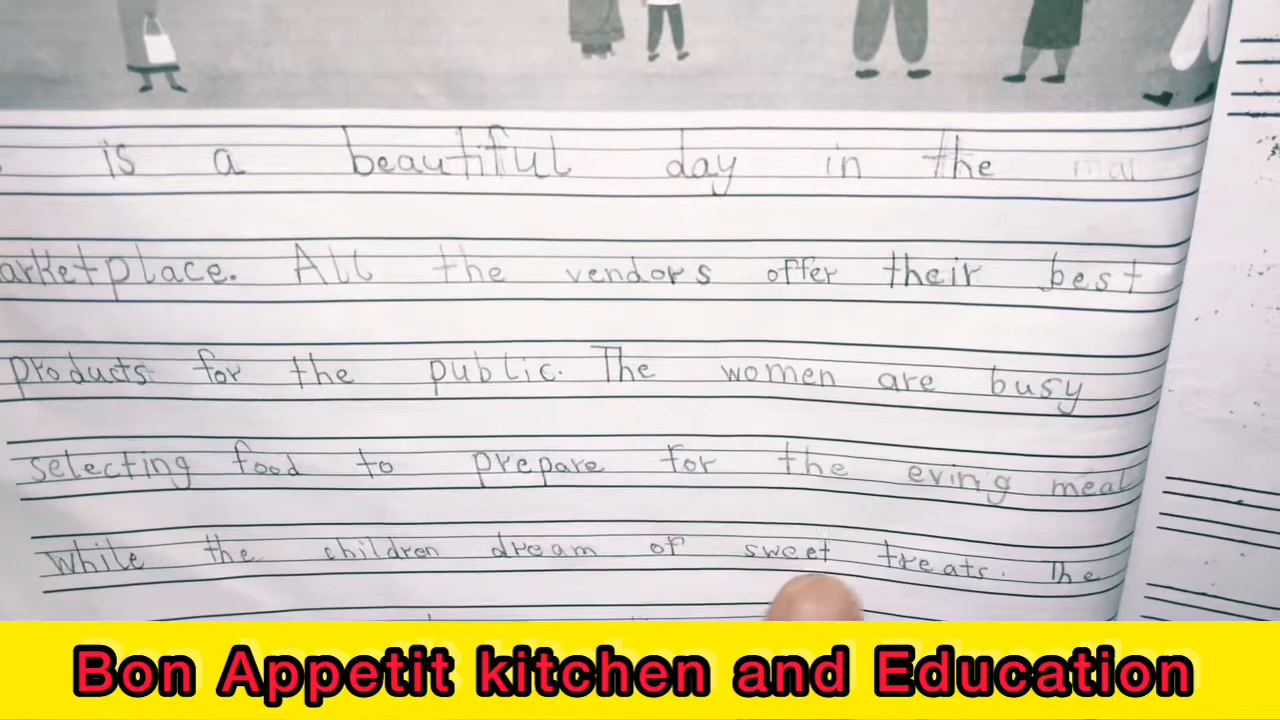 is a beautiful day in the mar
arketplace. All the vendors offer their best
products for the public. The women are busy
selecting food to prepare for the eving meal
while the children dream of sweet treats. The
Bon Appetit kitchen and Education